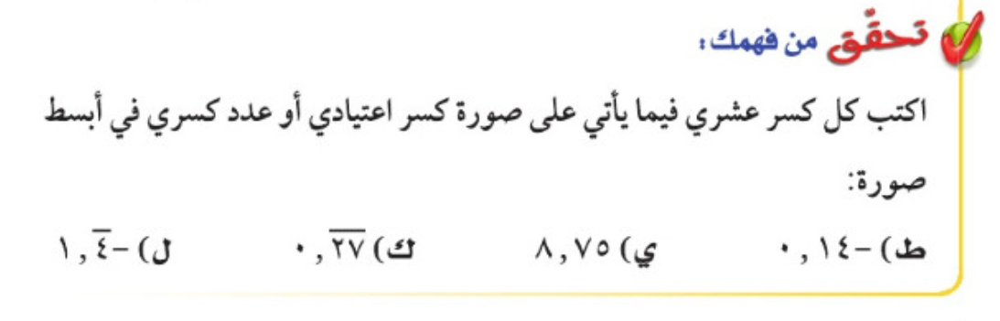 تحقّق من فهمك:
اكتب كل كسر عشري فيما يأتي على صورة كسر اعتيادي أو عدد كسري في أبسط
صورة:
ط) -٠,١٤ ي) ٨,٧٥ ك) ٠,٢٧̅ ل) -١,٤̅